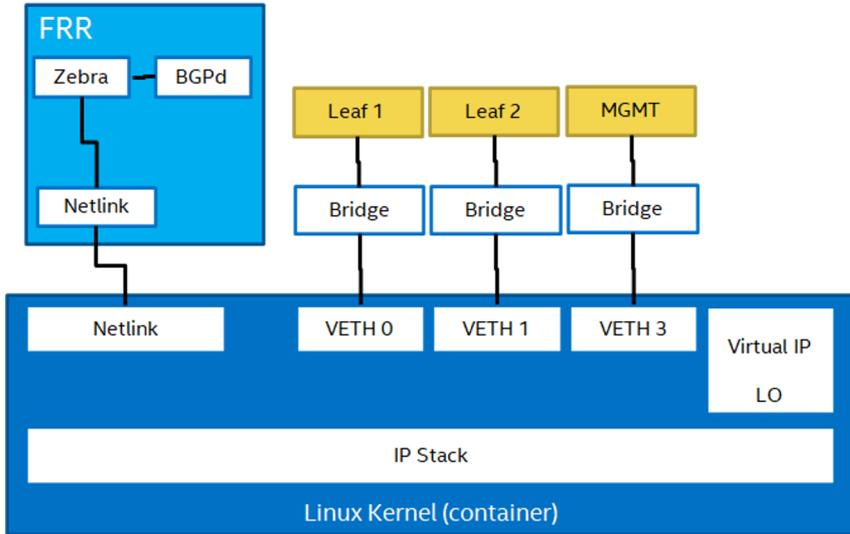 FRR
Zebra
BGPd
Netlink
Leaf 1
Leaf 2
MGMT
Bridge
Bridge
Bridge
Netlink
VETH 0
VETH 1
VETH 3
Virtual IP
LO
IP Stack
Linux Kernel (container)